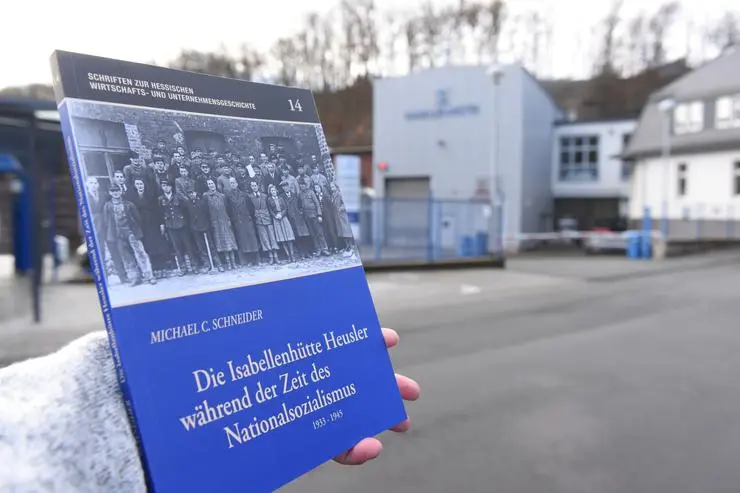 SCHRIFTEN ZUR HESSISCHEN
WIRTSCHAFTS- UND UNTERNEHMENSGESCHICHTE
14
MICHAEL C. SCHNEIDER
Die Isabellenhütte Heusler
während der Zeit des
Nationalsozialismus
1933 - 1945